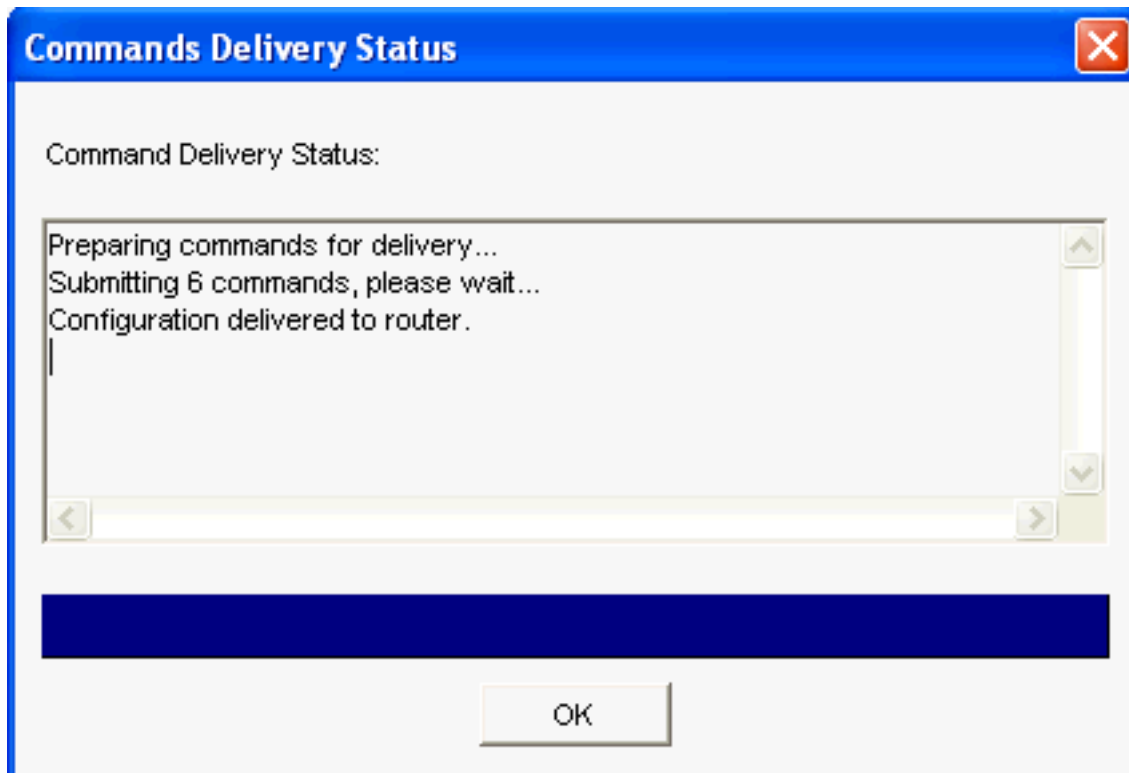 Commands Delivery Status
Command Delivery Status:
Preparing commands for delivery...
Submitting 6 commands, please wait...
Configuration delivered to router.
OK